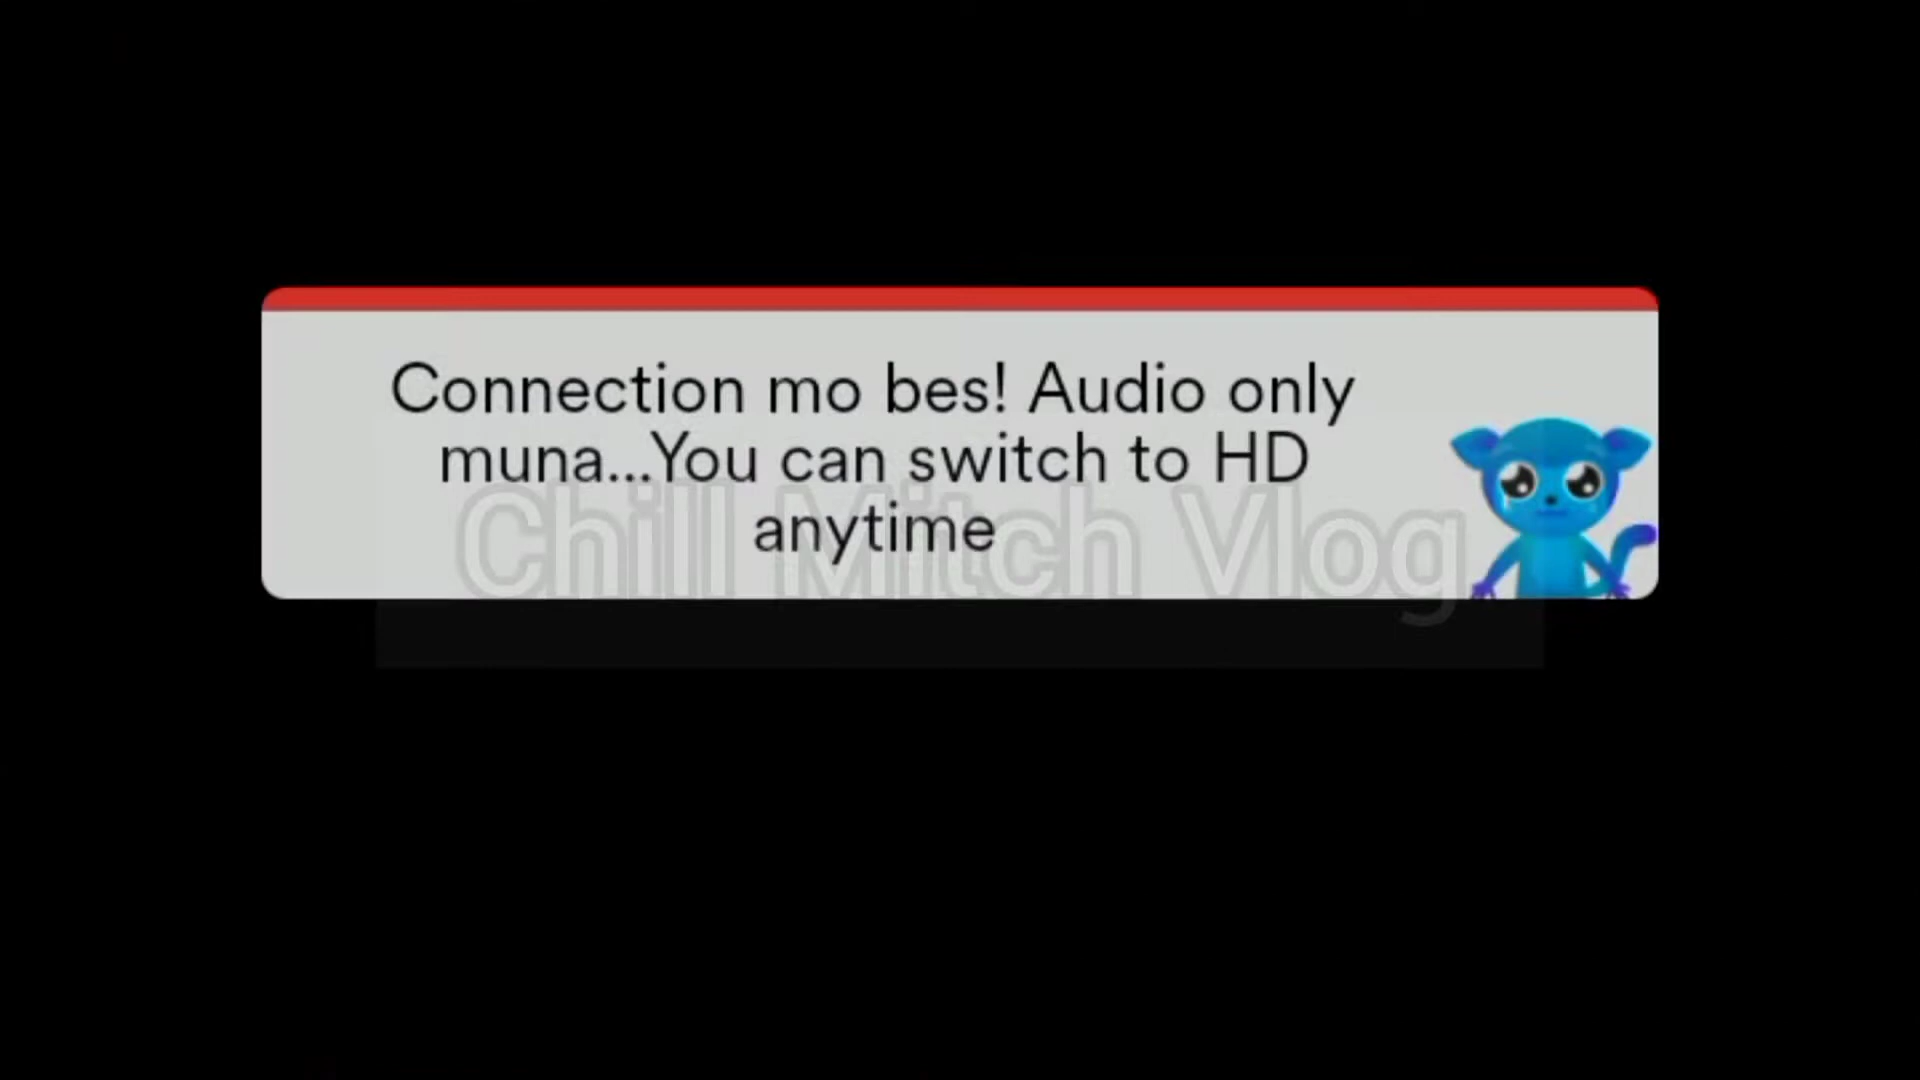 Connection mo bes! Audio only
muna...You can switch to HD
anytime
Chill Mitch Vlog